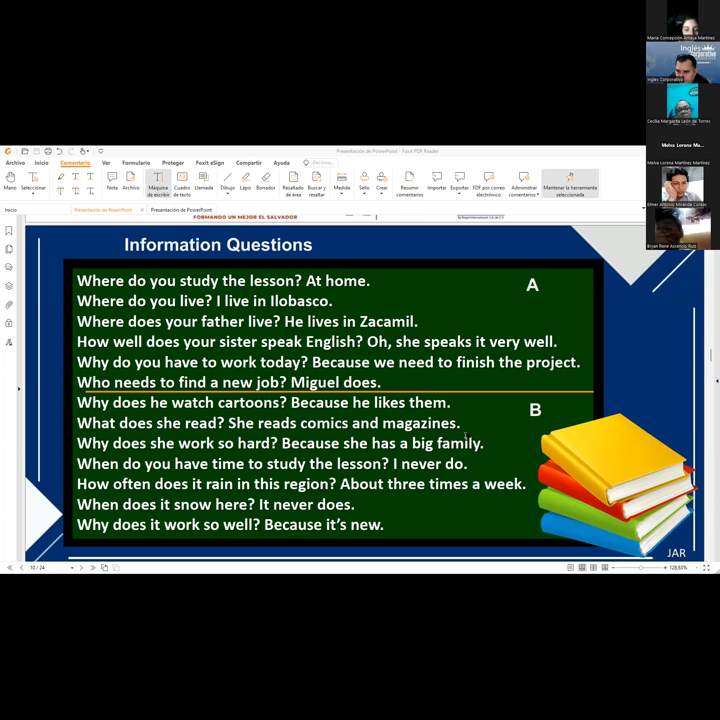 Maria Concepción Amaya Martinez
Inglés
Corporativo
Inglés Corporativo
Cecilia Margarita León de Torres
Melva Lorena Ma...
Melva Lorena Martinez Martinez
Elmer Antonio Miranda Correas
Bryan Rene Ascencio Ruiz
Presentación de PowerPoint - Foxit PDF Reader
Archivo Inicio Comentario Ver Formulario Proteger Foxit eSign Compartir Ayuda
Mano Seleccionar Nota Archivo Máquina de escribir Cuadro de texto Llamada Dibujo Lápiz Borrador Resaltado de área Buscar y resaltar Medida Sello Crear Resumir comentarios Importar Exportar FDF por correo electrónico Administrar comentarios Mantener la herramienta seleccionada
Inicio Presentación de PowerPoint Presentación de PowerPoint
FORMANDO UN MEJOR EL SALVADOR
Information Questions
A
Where do you study the lesson? At home.
Where do you live? I live in Ilobasco.
Where does your father live? He lives in Zacamil.
How well does your sister speak English? Oh, she speaks it very well.
Why do you have to work today? Because we need to finish the project.
Who needs to find a new job? Miguel does.
B
Why does he watch cartoons? Because he likes them.
What does she read? She reads comics and magazines.
Why does she work so hard? Because she has a big family.
When do you have time to study the lesson? I never do.
How often does it rain in this region? About three times a week.
When does it snow here? It never does.
Why does it work so well? Because it's new.
JAR
10 / 24
128,83%